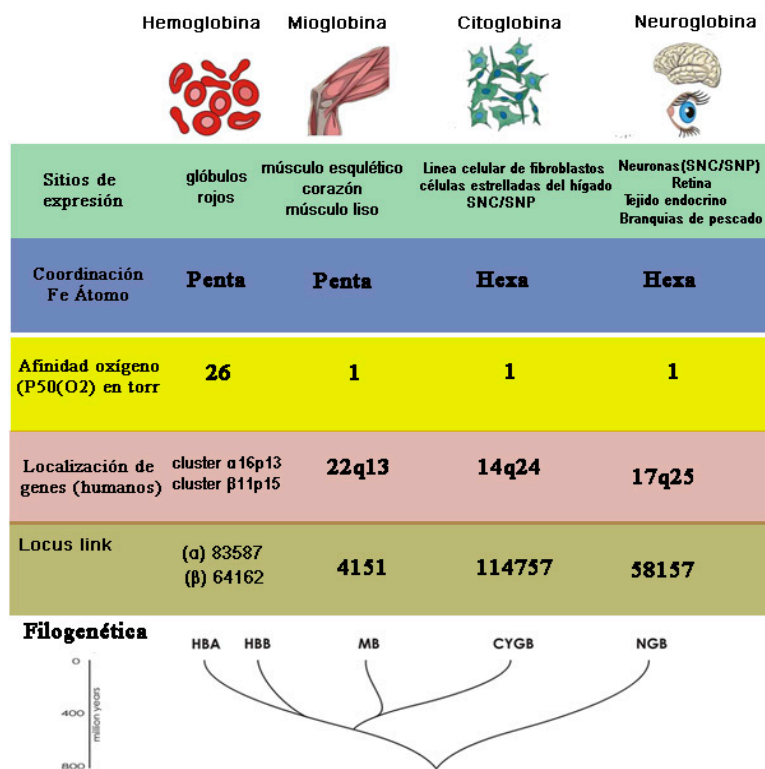 Hemoglobina Mioglobina Citoglobina Neuroglobina
Sitios de
expresión
glóbulos
rojos
músculo esqulético
corazón
músculo liso
Linea celular de fibroblastos
células estrelladas del hígado
SNC/SNP
Neuronas(SNC/SNP)
Retina
Tejido endocrino
Branquias de pescado
Coordinación
Fe Átomo
Penta Penta Hexa Hexa
Afinidad oxígeno
(P50(O2) en torr
26 1 1 1
Localización de
genes (humanos)
cluster α16p13
cluster β11p15
22q13 14q24 17q25
Locus link
(α) 83587
(β) 64162
4151 114757 58157
Filogenética
HBA HBB MB CYGB NGB
0
400
800
million years